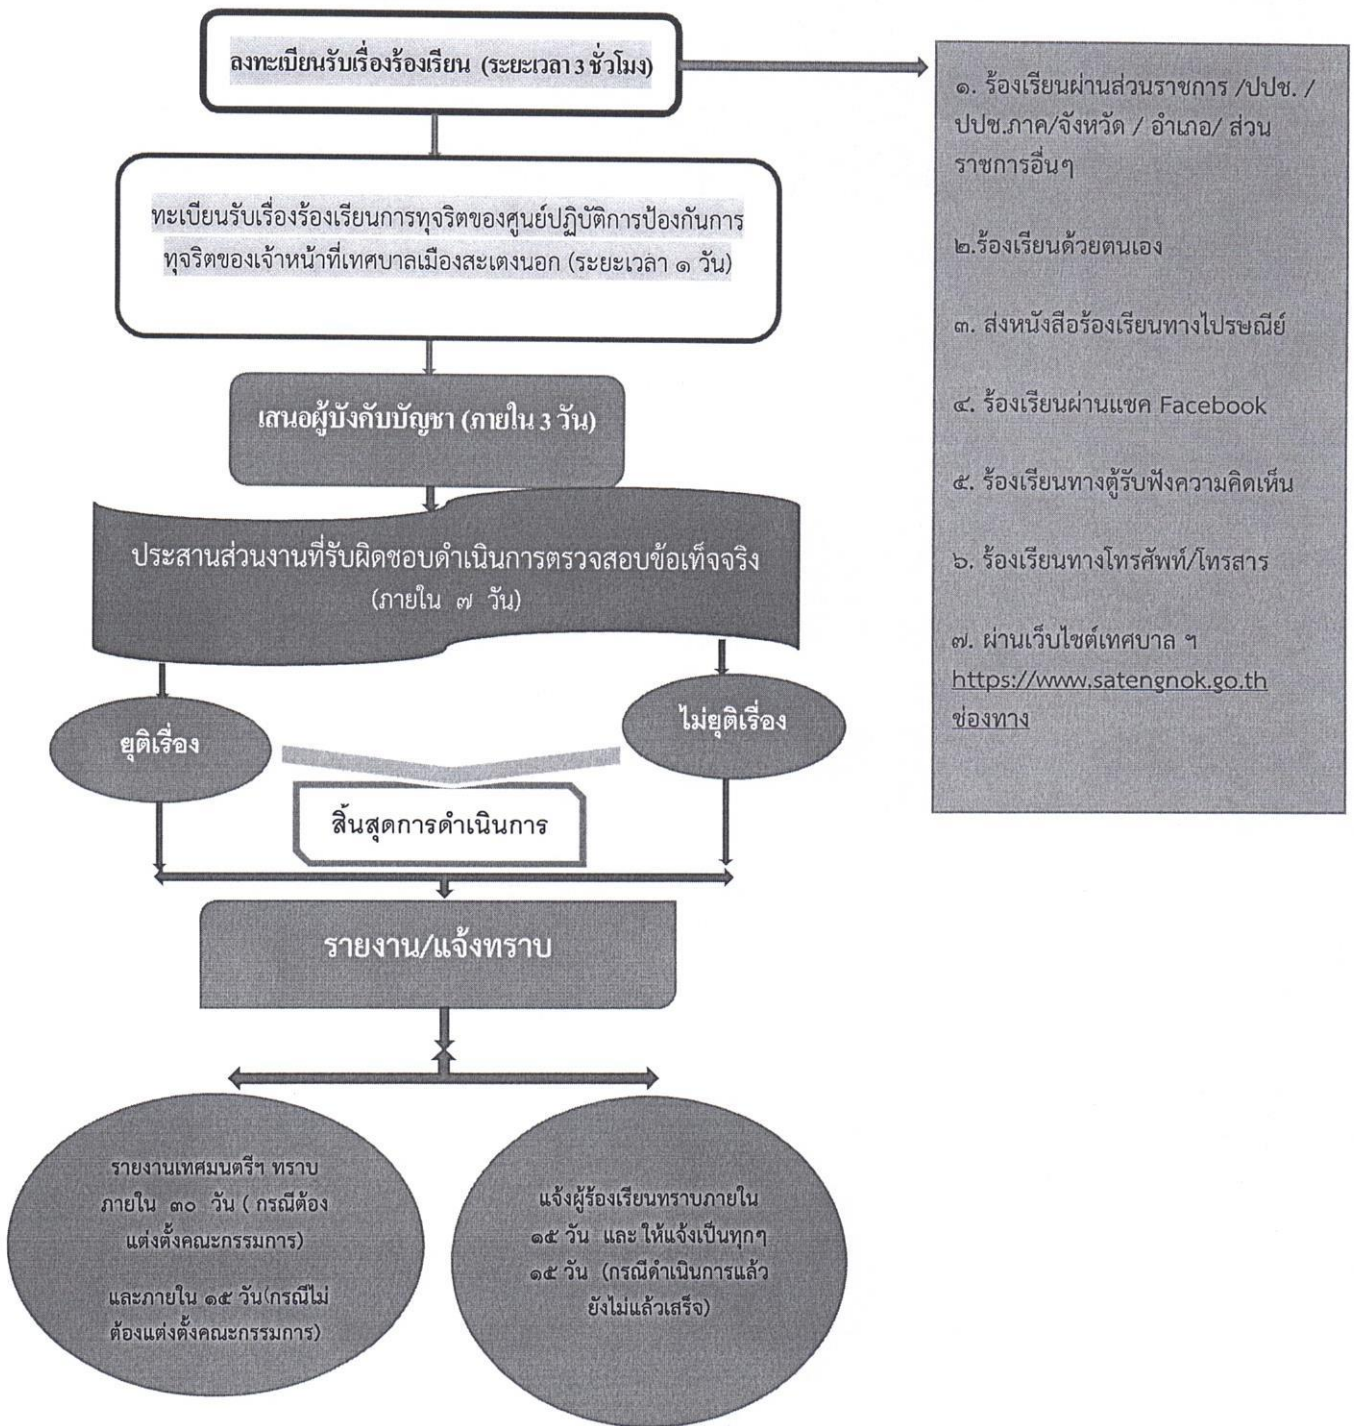 ลงทะเบียนรับเรื่องร้องเรียน (ระยะเวลา 3 ชั่วโมง)
ทะเบียนรับเรื่องร้องเรียนการทุจริตของศูนย์ปฏิบัติการป้องกันการ
ทุจริตของเจ้าหน้าที่เทศบาลเมืองสะเตงนอก (ระยะเวลา ๑ วัน)
เสนอผู้บังคับบัญชา (ภายใน 3 วัน)
ประสานส่วนงานที่รับผิดชอบดำเนินการตรวจสอบข้อเท็จจริง
(ภายใน ๗ วัน)
ยุติเรื่อง
ไม่ยุติเรื่อง
สิ้นสุดการดำเนินการ
รายงาน/แจ้งทราบ
รายงานเทศมนตรีฯ ทราบ
ภายใน ๓๐ วัน ( กรณีต้อง
แต่งตั้งคณะกรรมการ)
และภายใน ๑๕ วัน(กรณีไม่
ต้องแต่งตั้งคณะกรรมการ)
แจ้งผู้ร้องเรียนทราบภายใน
๑๕ วัน และ ให้แจ้งเป็นทุกๆ
๑๕ วัน (กรณีดำเนินการแล้ว
ยังไม่แล้วเสร็จ)
๑. ร้องเรียนผ่านส่วนราชการ /ปปช. /
ปปช.ภาค/จังหวัด / อำเภอ/ ส่วน
ราชการอื่นๆ
๒.ร้องเรียนด้วยตนเอง
๓. ส่งหนังสือร้องเรียนทางไปรษณีย์
๔. ร้องเรียนผ่านแชค Facebook
๕. ร้องเรียนทางตู้รับฟังความคิดเห็น
๖. ร้องเรียนทางโทรศัพท์/โทรสาร
๗. ผ่านเว็บไซต์เทศบาล ฯ
https://www.satengnok.go.th
ช่องทาง